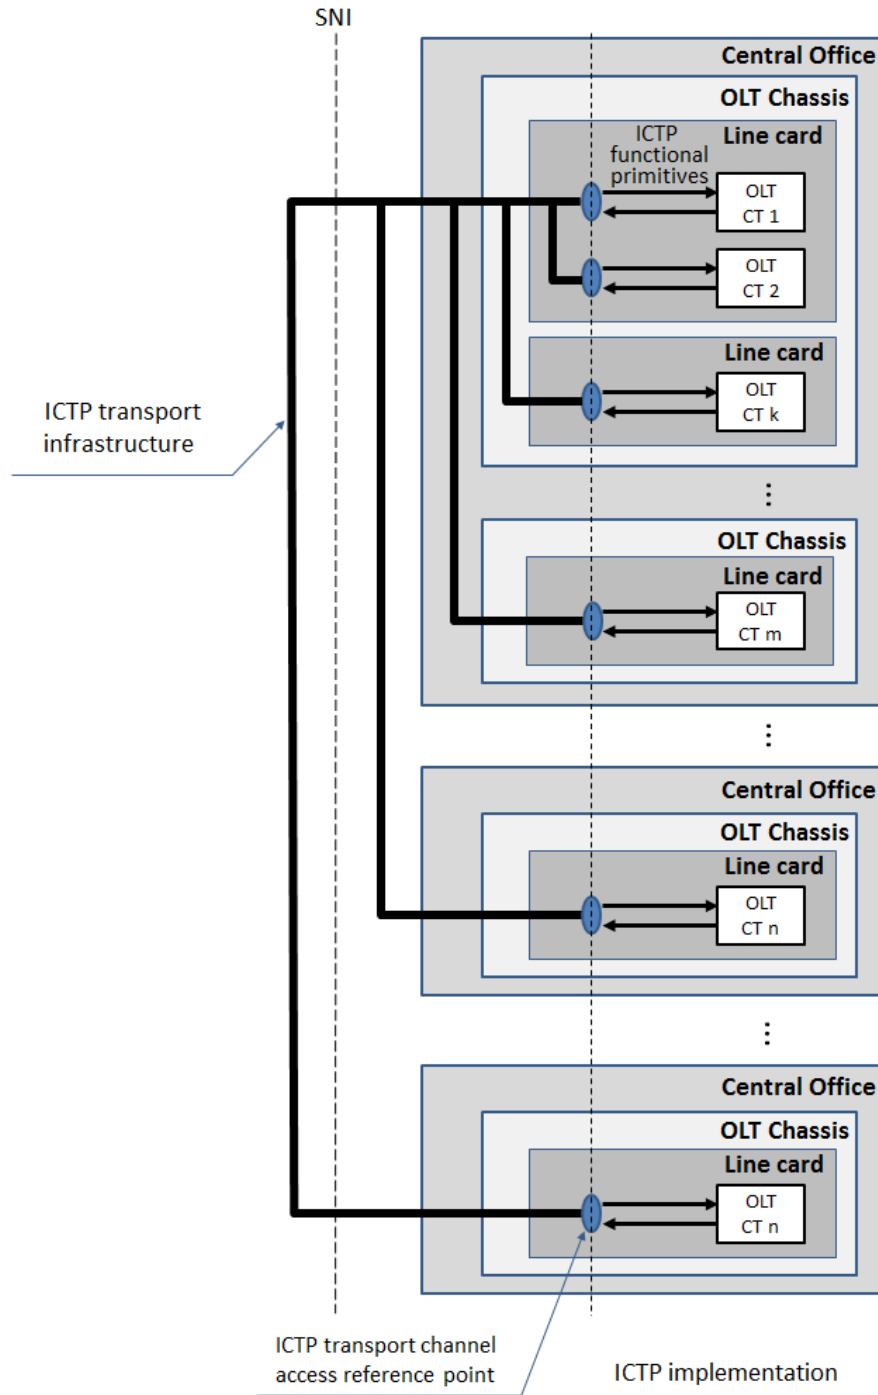 SNI
Central Office
OLT Chassis
Line card
ICTP
functional
primitives
OLT
CT 1
OLT
CT 2
Line card
OLT
CT k
ICTP transport
infrastructure
...
OLT Chassis
Line card
OLT
CT m
...
Central Office
OLT Chassis
Line card
OLT
CT n
...
Central Office
OLT Chassis
Line card
OLT
CT n
ICTP transport channel
access reference point
ICTP implementation